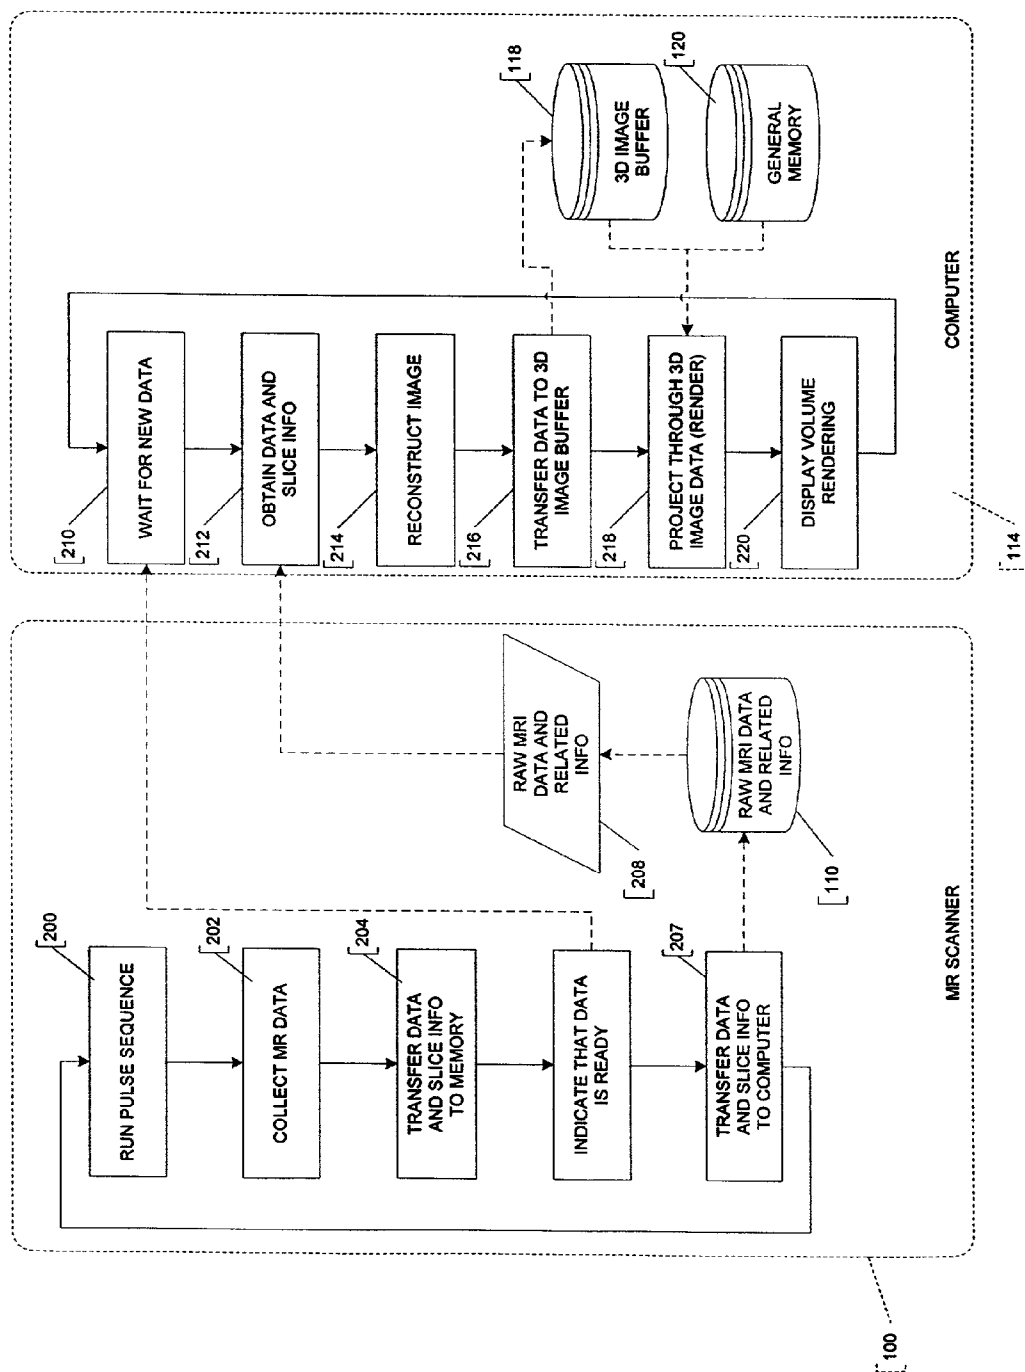 200
RUN PULSE SEQUENCE
202
COLLECT MR DATA
204
TRANSFER DATA
AND SLICE INFO
TO MEMORY
INDICATE THAT DATA
IS READY
207
TRANSFER DATA
AND SLICE INFO
TO COMPUTER
RAW MRI
DATA AND
RELATED
INFO
208
RAW MRI DATA
AND RELATED
INFO
110
MR SCANNER
100
210
WAIT FOR NEW DATA
212
OBTAIN DATA AND
SLICE INFO
214
RECONSTRUCT IMAGE
216
TRANSFER DATA TO 3D
IMAGE BUFFER
218
PROJECT THROUGH 3D
IMAGE DATA (RENDER)
220
DISPLAY VOLUME
RENDERING
118
3D IMAGE
BUFFER
120
GENERAL
MEMORY
COMPUTER
114